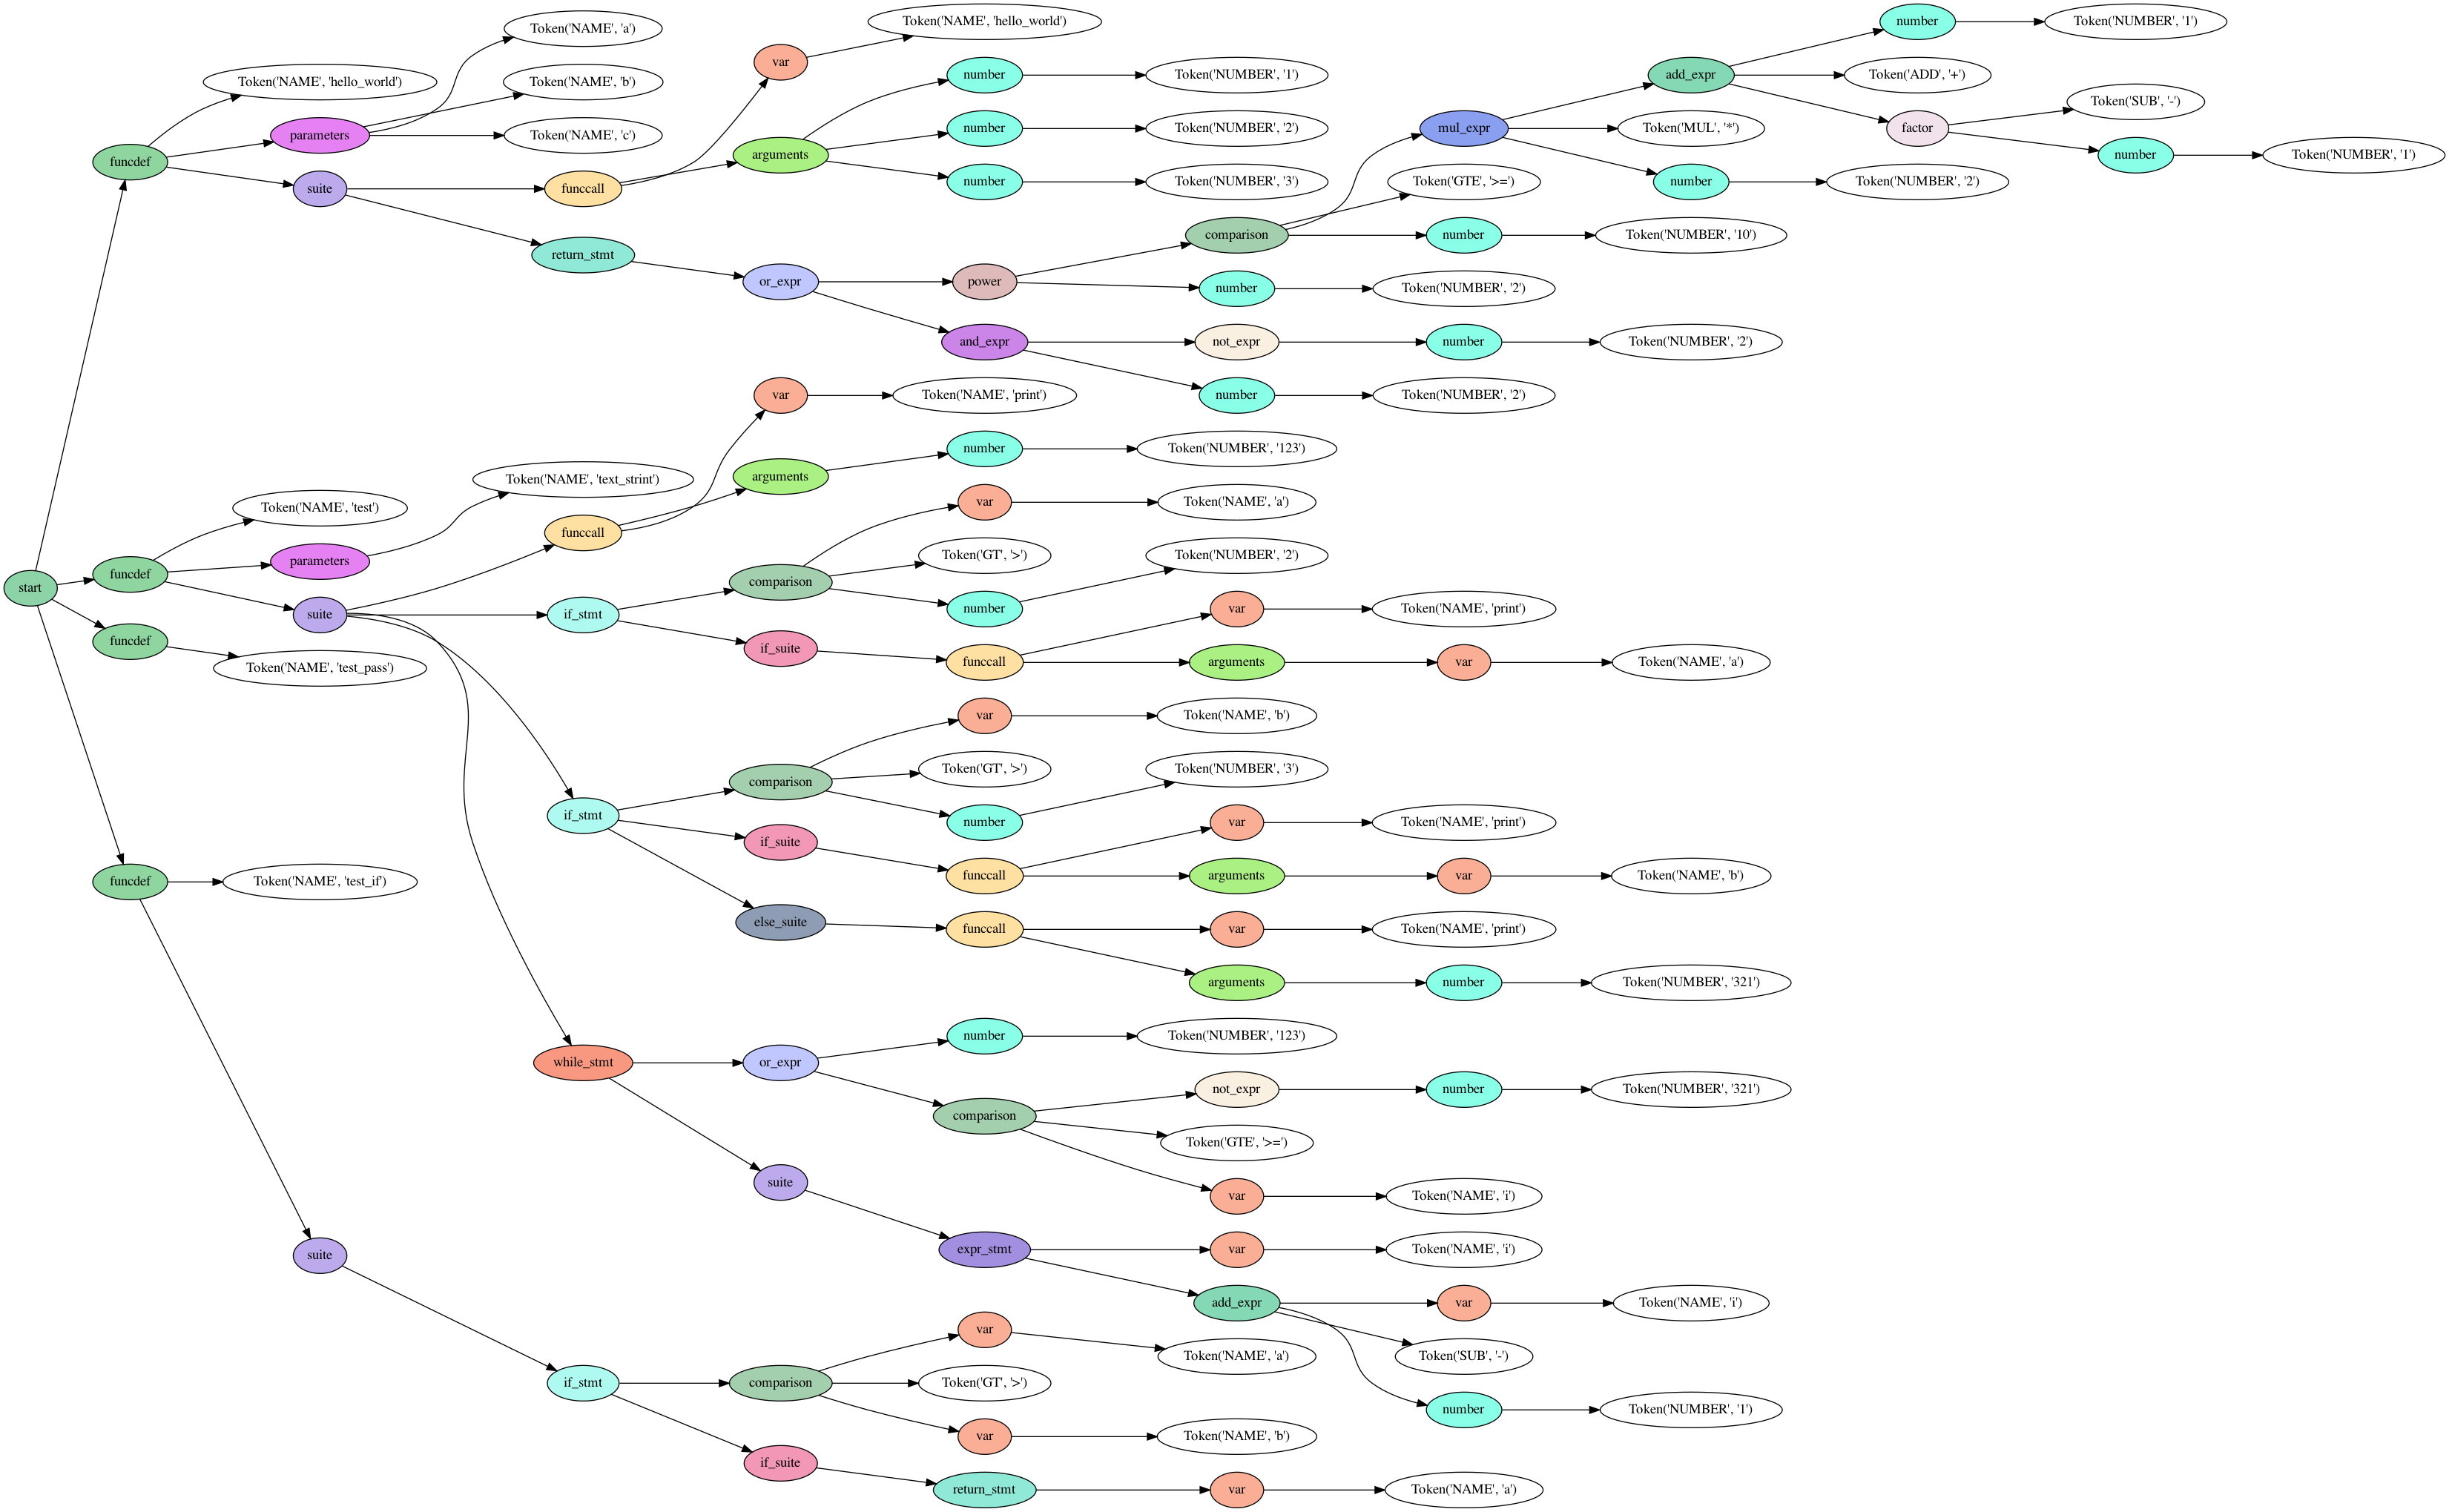 start
funcdef
Token('NAME', 'hello_world')
parameters
Token('NAME', 'a')
Token('NAME', 'b')
Token('NAME', 'c')
suite
funccall
var
Token('NAME', 'hello_world')
arguments
number
Token('NUMBER', '1')
number
Token('NUMBER', '2')
number
Token('NUMBER', '3')
return_stmt
or_expr
power
comparison
mul_expr
add_expr
number
Token('NUMBER', '1')
Token('ADD', '+')
factor
Token('SUB', '-')
number
Token('NUMBER', '1')
Token('MUL', '*')
number
Token('NUMBER', '2')
Token('GTE', '>=')
number
Token('NUMBER', '10')
number
Token('NUMBER', '2')
and_expr
not_expr
number
Token('NUMBER', '2')
number
Token('NUMBER', '2')
funcdef
Token('NAME', 'test')
parameters
Token('NAME', 'text_strint')
suite
funccall
var
Token('NAME', 'print')
arguments
number
Token('NUMBER', '123')
if_stmt
comparison
var
Token('NAME', 'a')
Token('GT', '>')
number
Token('NUMBER', '2')
if_suite
funccall
var
Token('NAME', 'print')
arguments
var
Token('NAME', 'a')
if_stmt
comparison
var
Token('NAME', 'b')
Token('GT', '>')
number
Token('NUMBER', '3')
if_suite
funccall
var
Token('NAME', 'print')
arguments
var
Token('NAME', 'b')
else_suite
funccall
var
Token('NAME', 'print')
arguments
number
Token('NUMBER', '321')
while_stmt
or_expr
number
Token('NUMBER', '123')
comparison
not_expr
number
Token('NUMBER', '321')
Token('GTE', '>=')
var
Token('NAME', 'i')
suite
expr_stmt
var
Token('NAME', 'i')
add_expr
var
Token('NAME', 'i')
Token('SUB', '-')
number
Token('NUMBER', '1')
funcdef
Token('NAME', 'test_pass')
funcdef
Token('NAME', 'test_if')
suite
if_stmt
comparison
var
Token('NAME', 'a')
Token('GT', '>')
var
Token('NAME', 'b')
if_suite
return_stmt
var
Token('NAME', 'a')